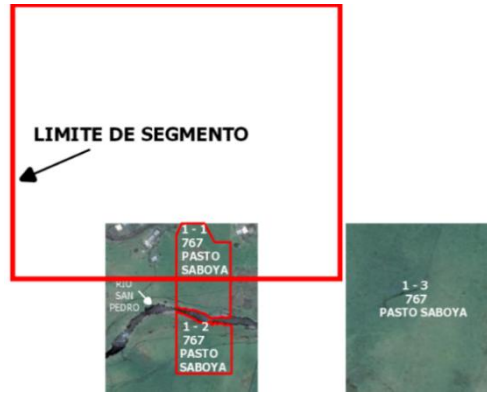 LIMITE DE SEGMENTO
1 - 1
767
PASTO
SABOYA
RIO
SAN
PEDRO
1 - 2
767
PASTO
SABOYA
1 - 3
767
PASTO SABOYA